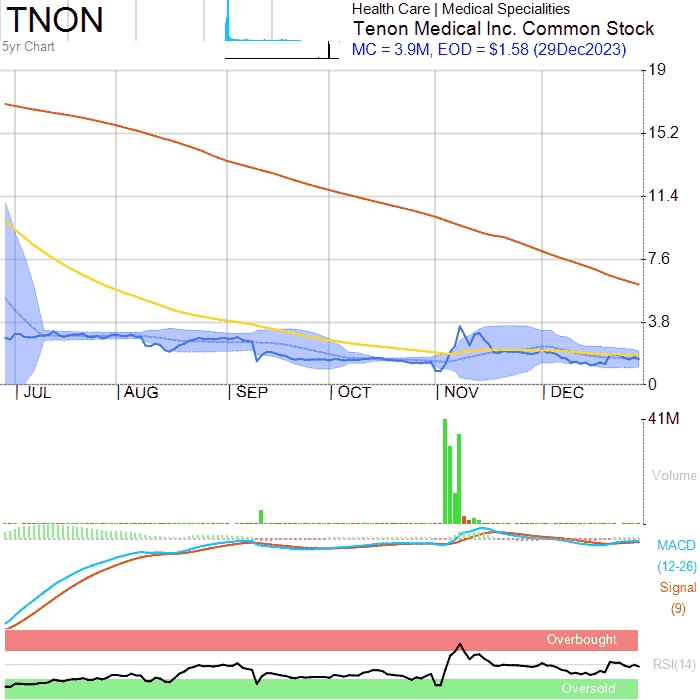 TNON
Health Care | Medical Specialities
Tenon Medical Inc. Common Stock
5yr Chart
MC = 3.9M, EOD = $1.58 (29Dec2023)
19
15.2
11.4
7.6
3.8
0
JUL AUG SEP OCT NOV DEC
41M
Volume
MACD
(12-26)
Signal
(9)
Overbought
RSI(14)
Oversold